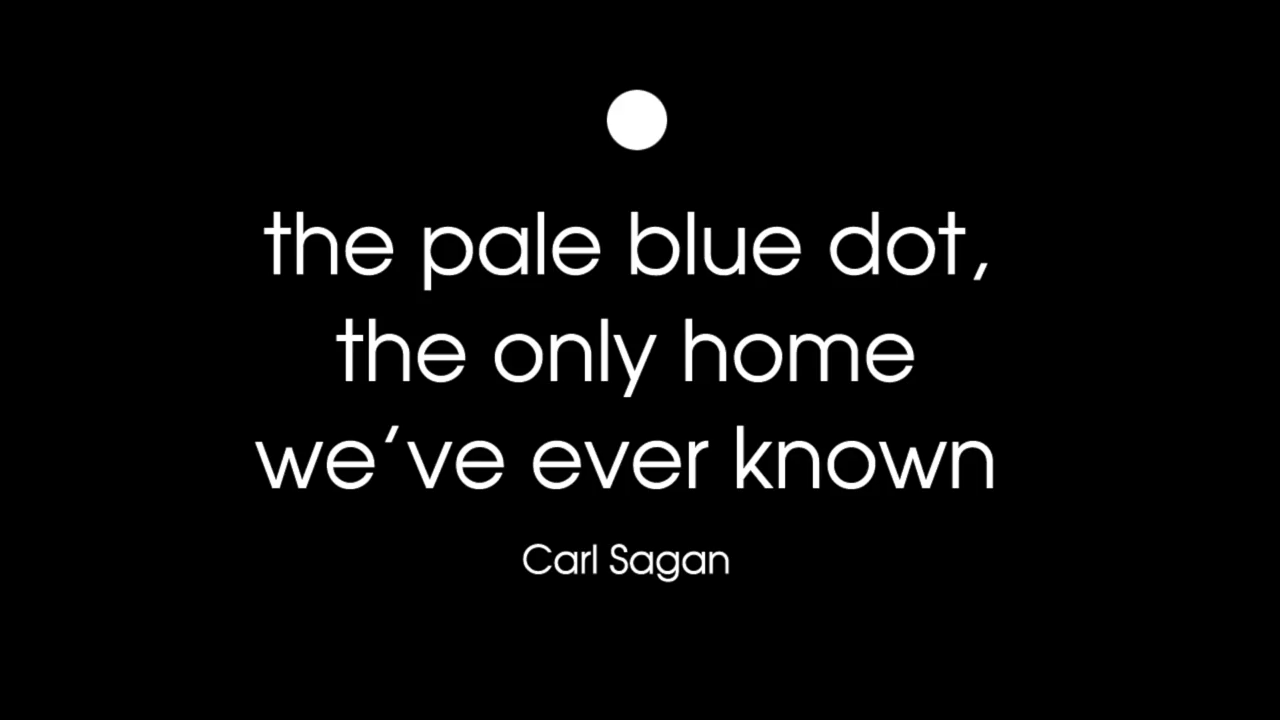 the pale blue dot,
the only home
we’ve ever known
Carl Sagan